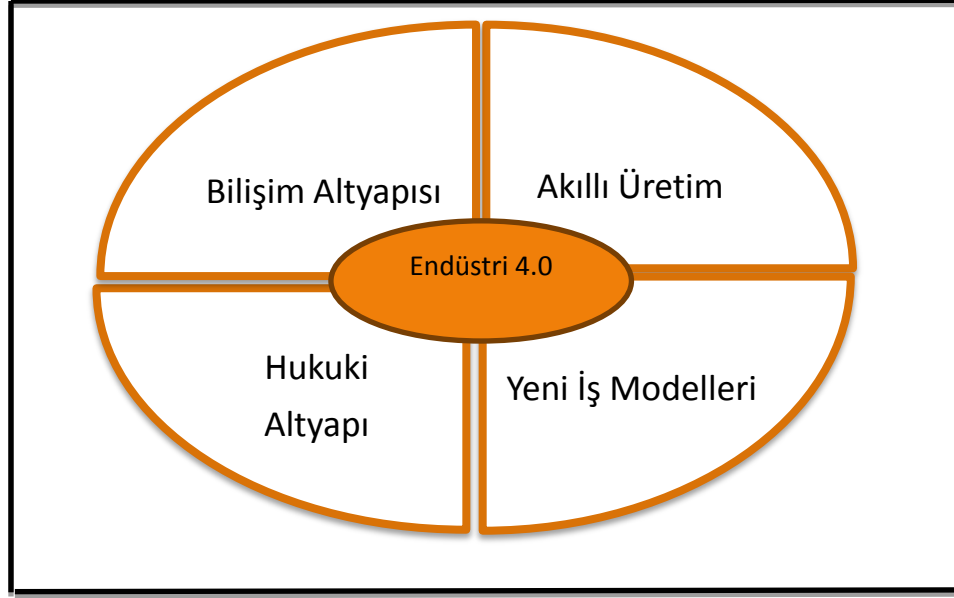 Bilişim Altyapısı
Akıllı Üretim
Endüstri 4.0
Hukuki
Altyapı
Yeni İş Modelleri